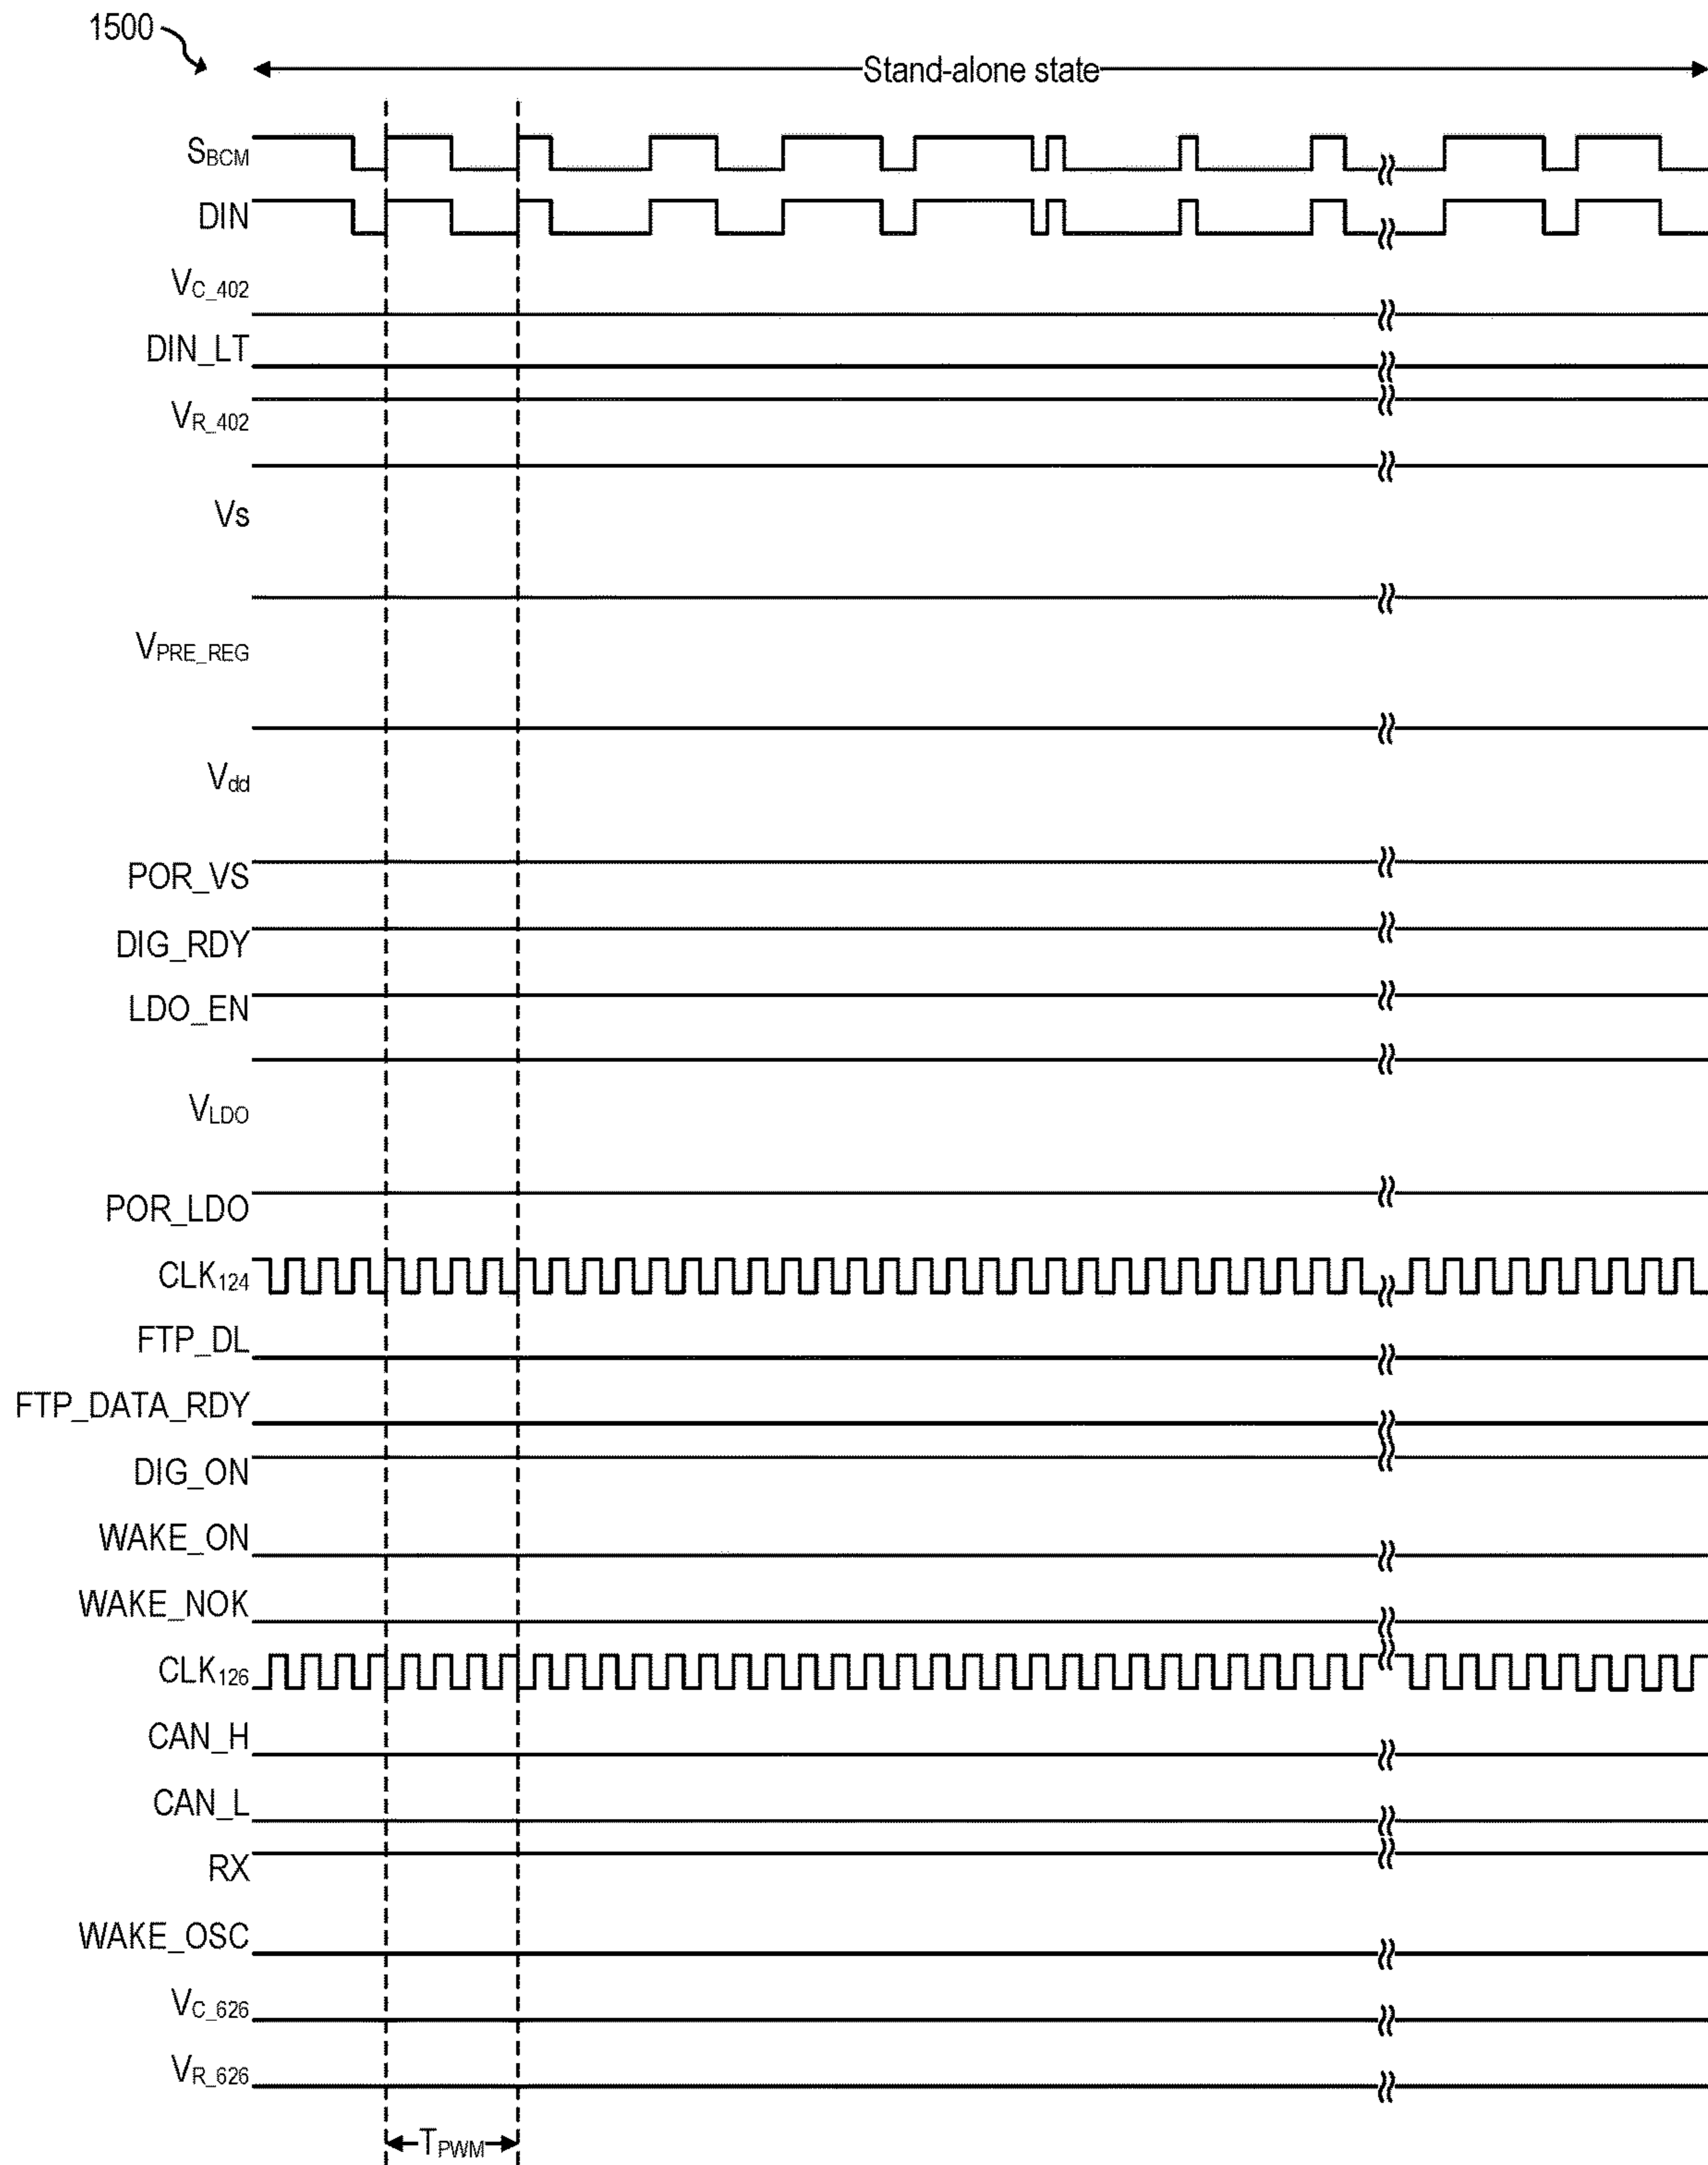 1500
Stand-alone state
SBCM
DIN
VC_402
DIN_LT
VR_402
Vs
VPRE_REG
Vdd
POR_VS
DIG_RDY
LDO_EN
VLDO
POR_LDO
CLK124
FTP_DL
FTP_DATA_RDY
DIG_ON
WAKE_ON
WAKE_NOK
CLK126
CAN_H
CAN_L
RX
WAKE_OSC
VC_626
VR_626
TPWM